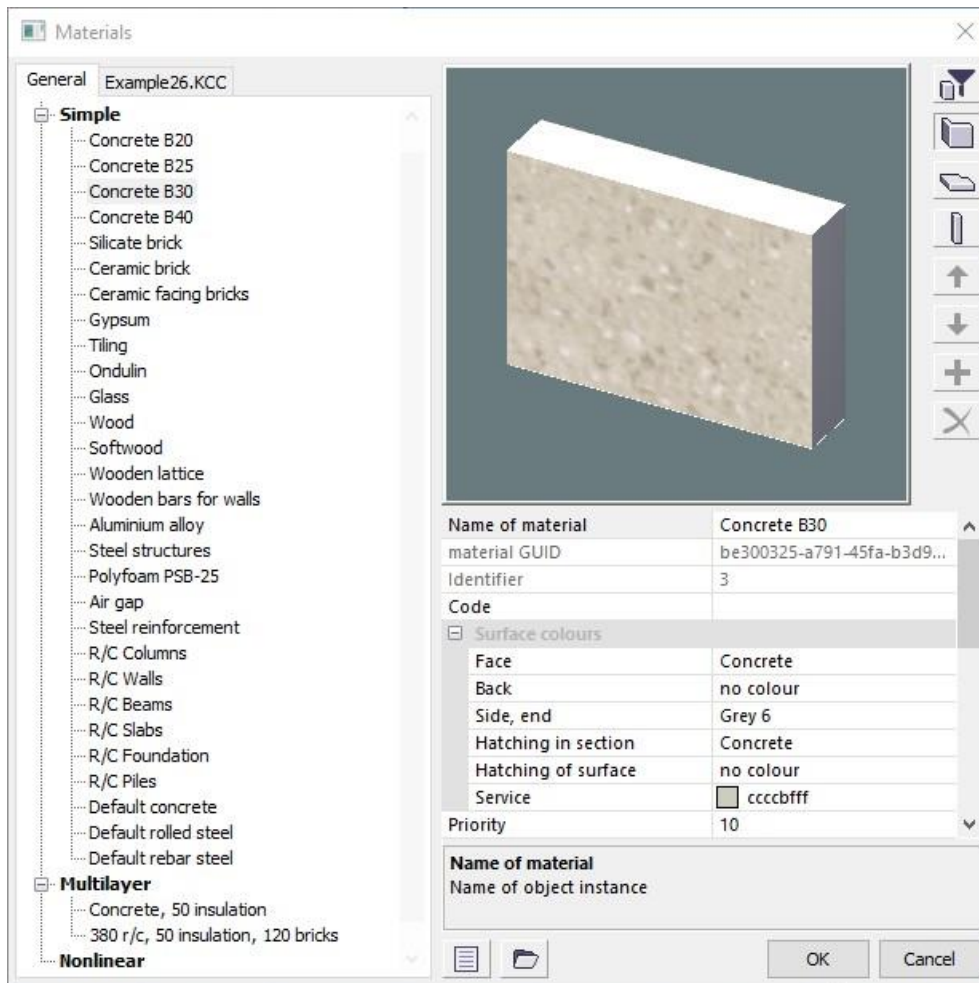 Materials
General Example26.KCC
Simple
Concrete B20
Concrete B25
Concrete B30
Concrete B40
Silicate brick
Ceramic brick
Ceramic facing bricks
Gypsum
Tiling
Ondulin
Glass
Wood
Softwood
Wooden lattice
Wooden bars for walls
Aluminium alloy
Steel structures
Polyfoam PSB-25
Air gap
Steel reinforcement
R/C Columns
R/C Walls
R/C Beams
R/C Slabs
R/C Foundation
R/C Piles
Default concrete
Default rolled steel
Default rebar steel
Multilayer
Concrete, 50 insulation
380 r/c, 50 insulation, 120 bricks
Nonlinear
Name of material Concrete B30
material GUID be300325-a791-45fa-b3d9...
Identifier 3
Code
Surface colours
Face Concrete
Back no colour
Side, end Grey 6
Hatching in section Concrete
Hatching of surface no colour
Service ccccbfff
Priority 10
Name of material
Name of object instance
OK Cancel